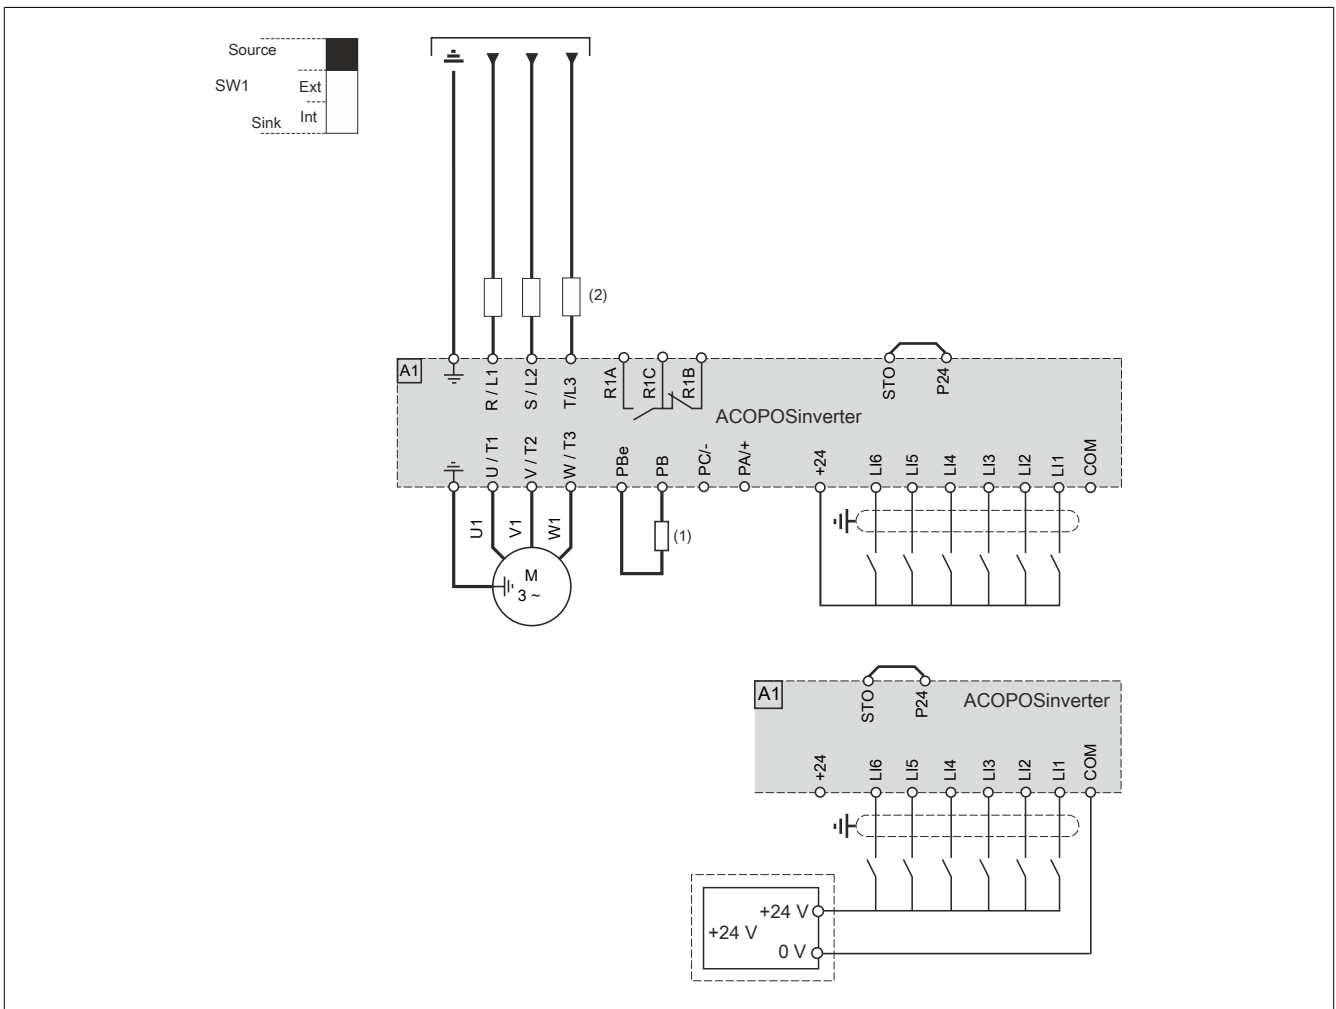 Source
SW1
Ext
Int
Sink
(2)
A1
R / L1
S / L2
T/L3
R1A
R1C
R1B
STO
P24
ACOPOSinverter
U / T1
V / T2
W / T3
PBe
PB
PC/-
PA/+
+24
LI6
LI5
LI4
LI3
LI2
LI1
COM
U1
V1
W1
(1)
M
3 ~
A1
STO
P24
ACOPOSinverter
+24
LI6
LI5
LI4
LI3
LI2
LI1
COM
+24 V
+24 V
0 V